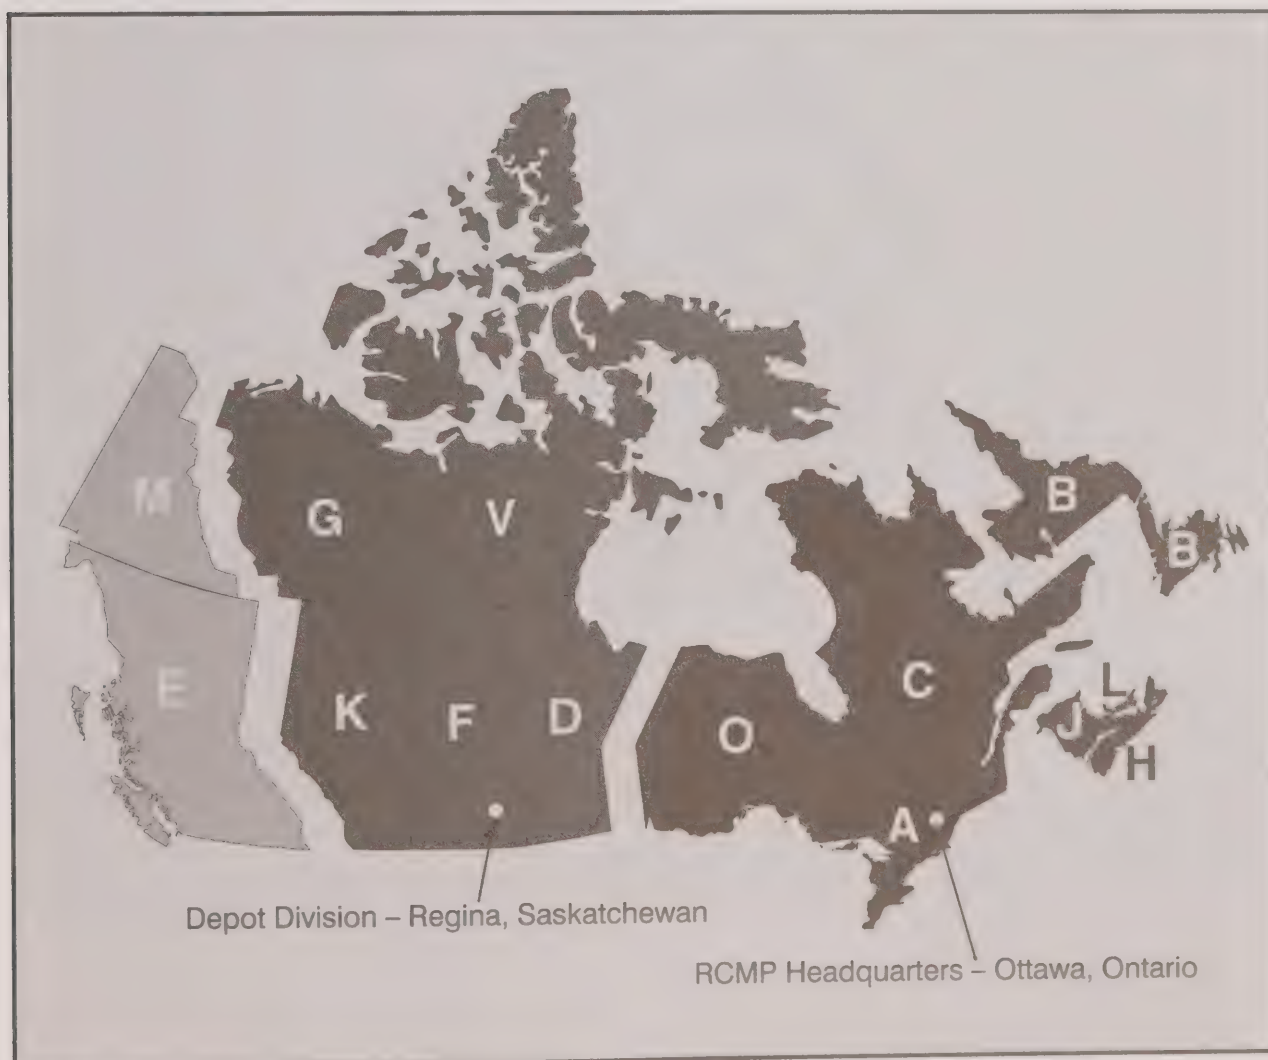 M
G
V
B
B
E
K
F
D
O
C
L
J
H
A
Depot Division – Regina, Saskatchewan
RCMP Headquarters – Ottawa, Ontario